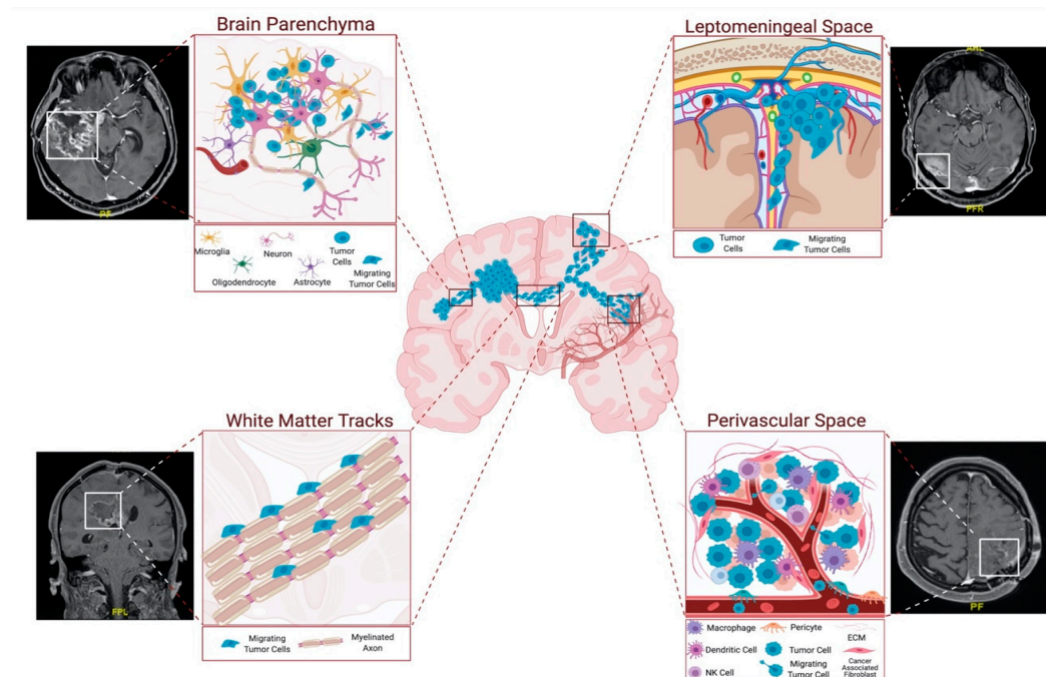 Brain Parenchyma
Leptomeningeal Space
PF
PFR
Microglia
Neuron
Tumor
Cells
Oligodendrocyte
Astrocyte
Migrating
Tumor Cells
Tumor
Cells
Migrating
Tumor Cells
White Matter Tracks
Perivascular Space
FPL
PF
Migrating
Tumor Cells
Myelinated
Axon
Macrophage
Pericyte
ECM
Dendritic Cell
Tumor Cell
Cancer
Associated
Fibroblast
NK Cell
Migrating
Tumor Cell